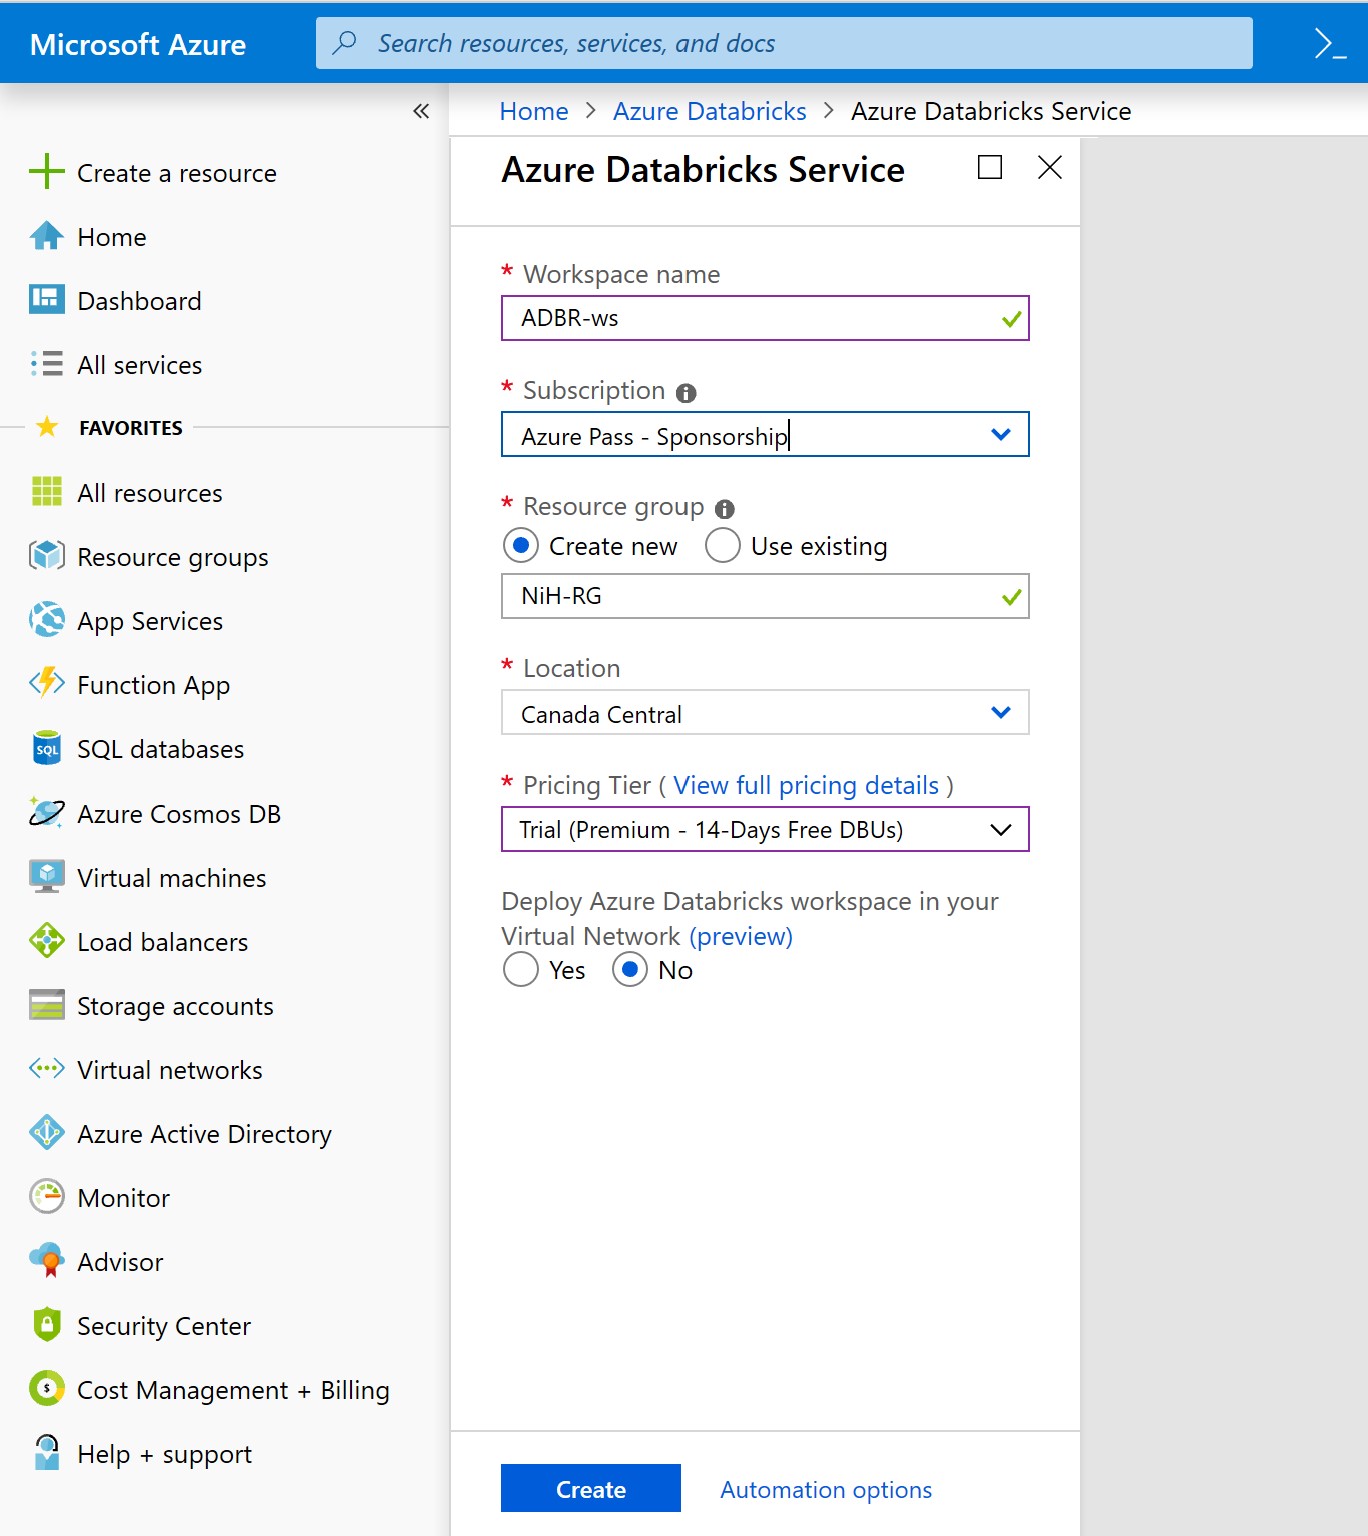 Microsoft Azure
Search resources, services, and docs
Home > Azure Databricks > Azure Databricks Service
Create a resource
Home
Dashboard
All services
FAVORITES
All resources
Resource groups
App Services
Function App
SQL
SQL databases
Azure Cosmos DB
Virtual machines
Load balancers
Storage accounts
Virtual networks
Azure Active Directory
Monitor
Advisor
Security Center
$
Cost Management + Billing
Help + support
Azure Databricks Service
* Workspace name
ADBR-ws
* Subscription
Azure Pass - Sponsorship
* Resource group
Create new Use existing
NiH-RG
* Location
Canada Central
* Pricing Tier ( View full pricing details )
Trial (Premium - 14-Days Free DBUs)
Deploy Azure Databricks workspace in your
Virtual Network (preview)
Yes No
Create Automation options